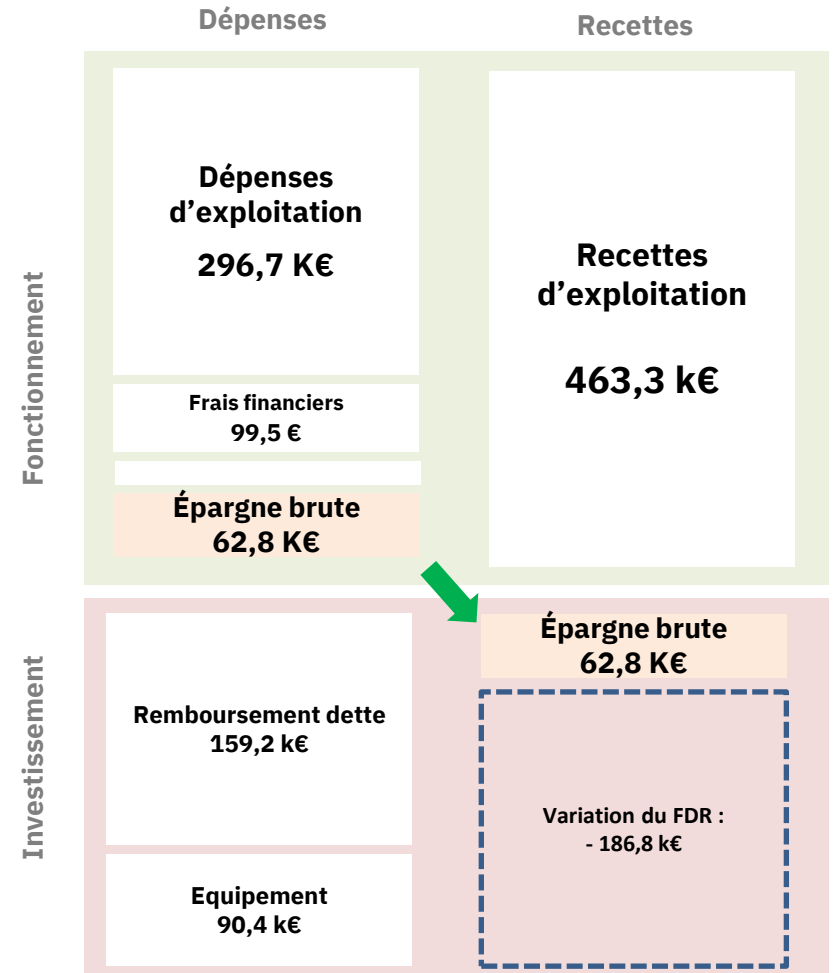 Dépenses
Recettes
Fonctionnement
Dépenses
d’exploitation
296,7 K€
Frais financiers
99,5 €
Épargne brute
62,8 K€
Recettes
d’exploitation
463,3 k€
Investissement
Remboursement dette
159,2 k€
Equipement
90,4 k€
Épargne brute
62,8 K€
Variation du FDR :
- 186,8 k€